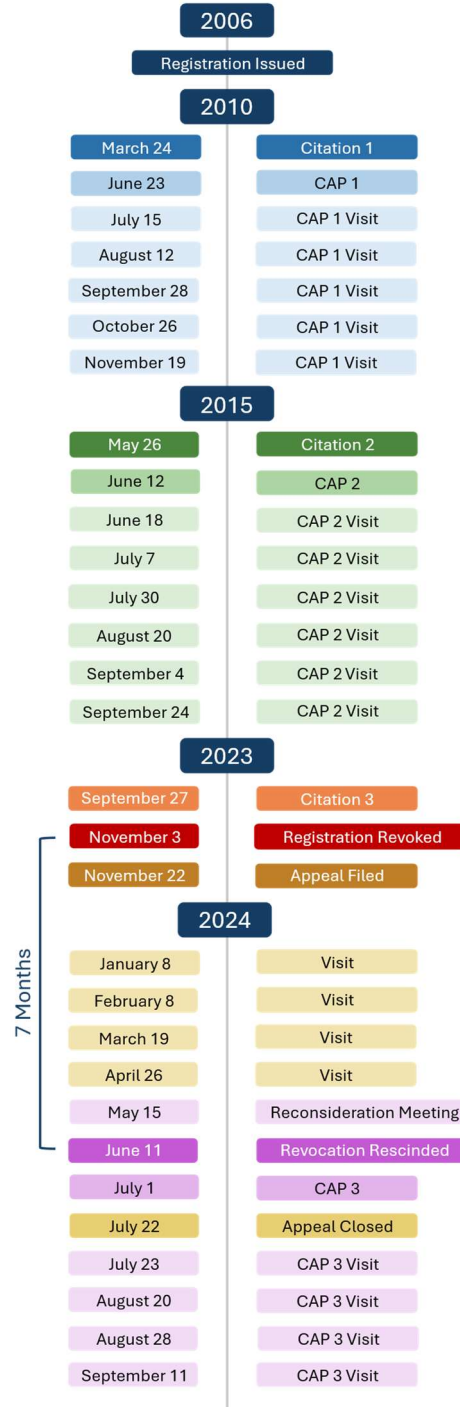 2006
Registration Issued
2010
March 24 Citation 1
June 23 CAP 1
July 15 CAP 1 Visit
August 12 CAP 1 Visit
September 28 CAP 1 Visit
October 26 CAP 1 Visit
November 19 CAP 1 Visit
2015
May 26 Citation 2
June 12 CAP 2
June 18 CAP 2 Visit
July 7 CAP 2 Visit
July 30 CAP 2 Visit
August 20 CAP 2 Visit
September 4 CAP 2 Visit
September 24 CAP 2 Visit
2023
September 27 Citation 3
November 3 Registration Revoked
November 22 Appeal Filed
7 Months
2024
January 8 Visit
February 8 Visit
March 19 Visit
April 26 Visit
May 15 Reconsideration Meeting
June 11 Revocation Rescinded
July 1 CAP 3
July 22 Appeal Closed
July 23 CAP 3 Visit
August 20 CAP 3 Visit
August 28 CAP 3 Visit
September 11 CAP 3 Visit